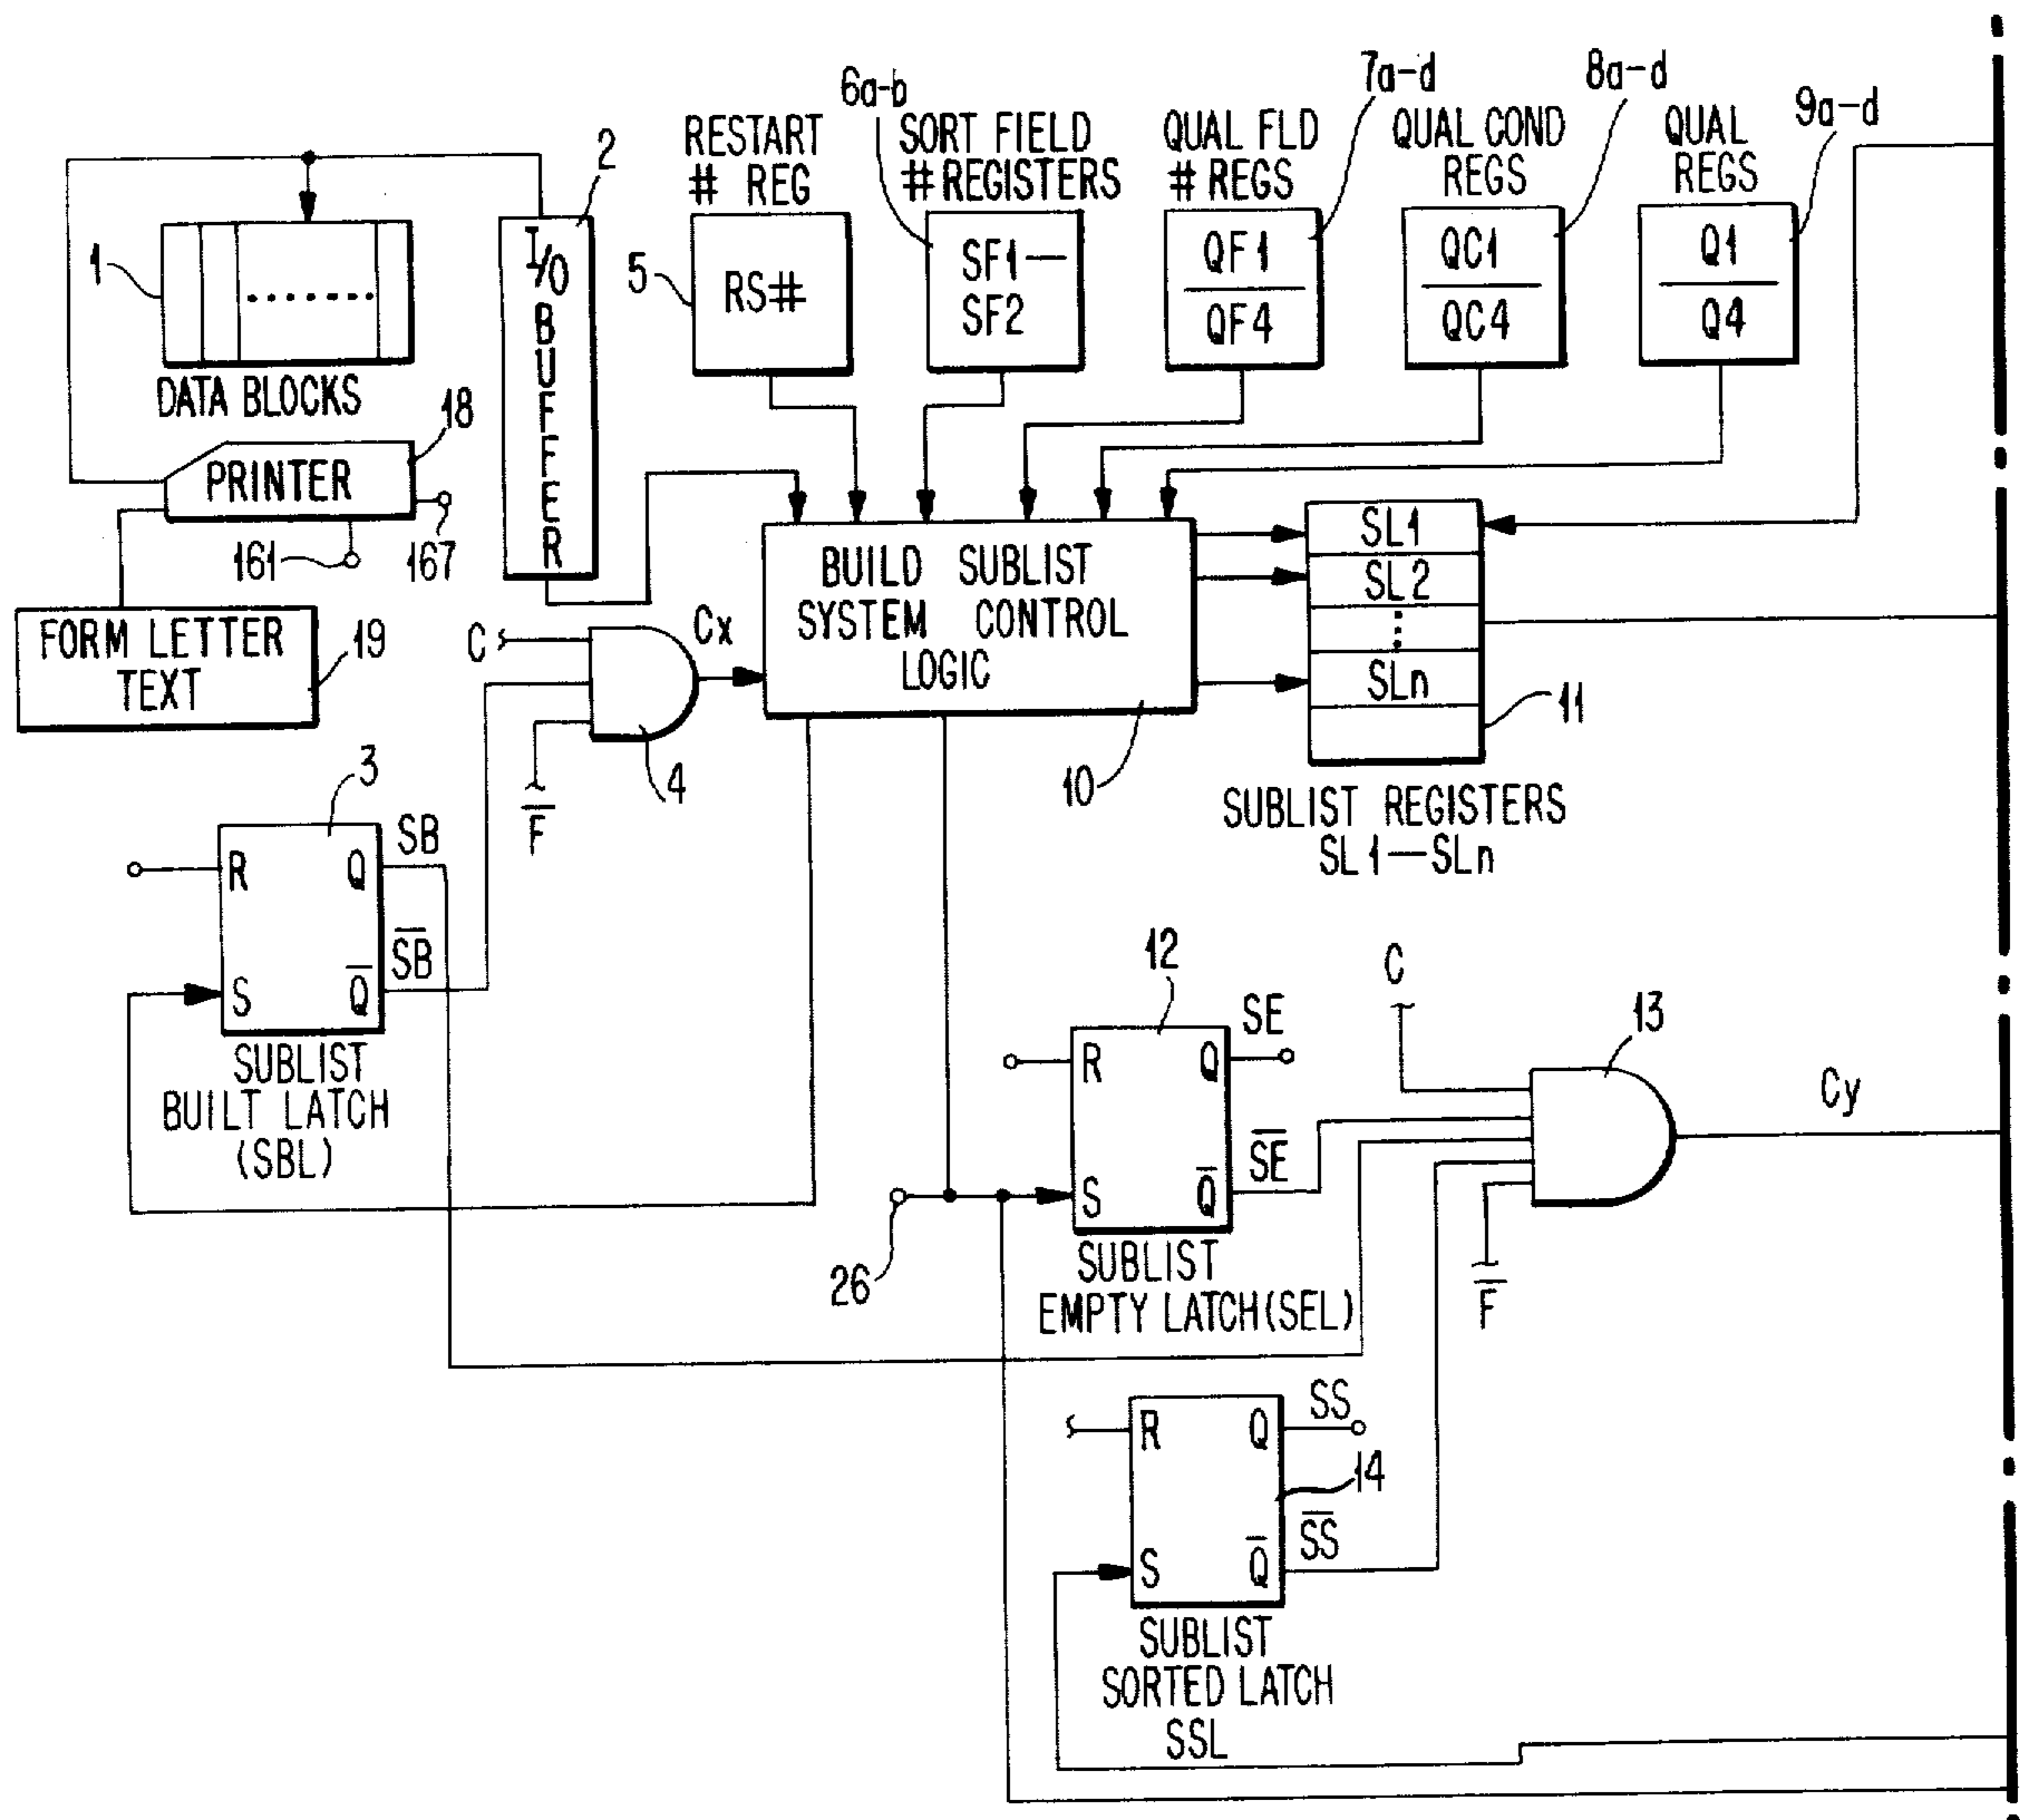 7a-d
8a-d
6a-b
9a-d
2
RESTART
# REG
SORT FIELD
# REGISTERS
QUAL FLD
# REGS
QUAL COND
REGS
QUAL
REGS
1
I/O BUFFER
5
RS#
SF1—
SF2
QF1
QF4
QC1
QC4
Q1
Q4
DATA BLOCKS
18
PRINTER
161
167
FORM LETTER
TEXT
19
C
Cx
F̅
4
BUILD SUBLIST
SYSTEM CONTROL
LOGIC
10
SL1
SL2
⋮
SLn
11
SUBLIST REGISTERS
SL1—SLn
3
R
Q
SB
S
Q̅
S̅B̅
SUBLIST
BUILT LATCH
(SBL)
12
R
Q
SE
S
Q̅
S̅E̅
26
SUBLIST
EMPTY LATCH (SEL)
C
13
Cy
F̅
R
Q
SS
14
S
Q̅
S̅S̅
SUBLIST
SORTED LATCH
SSL